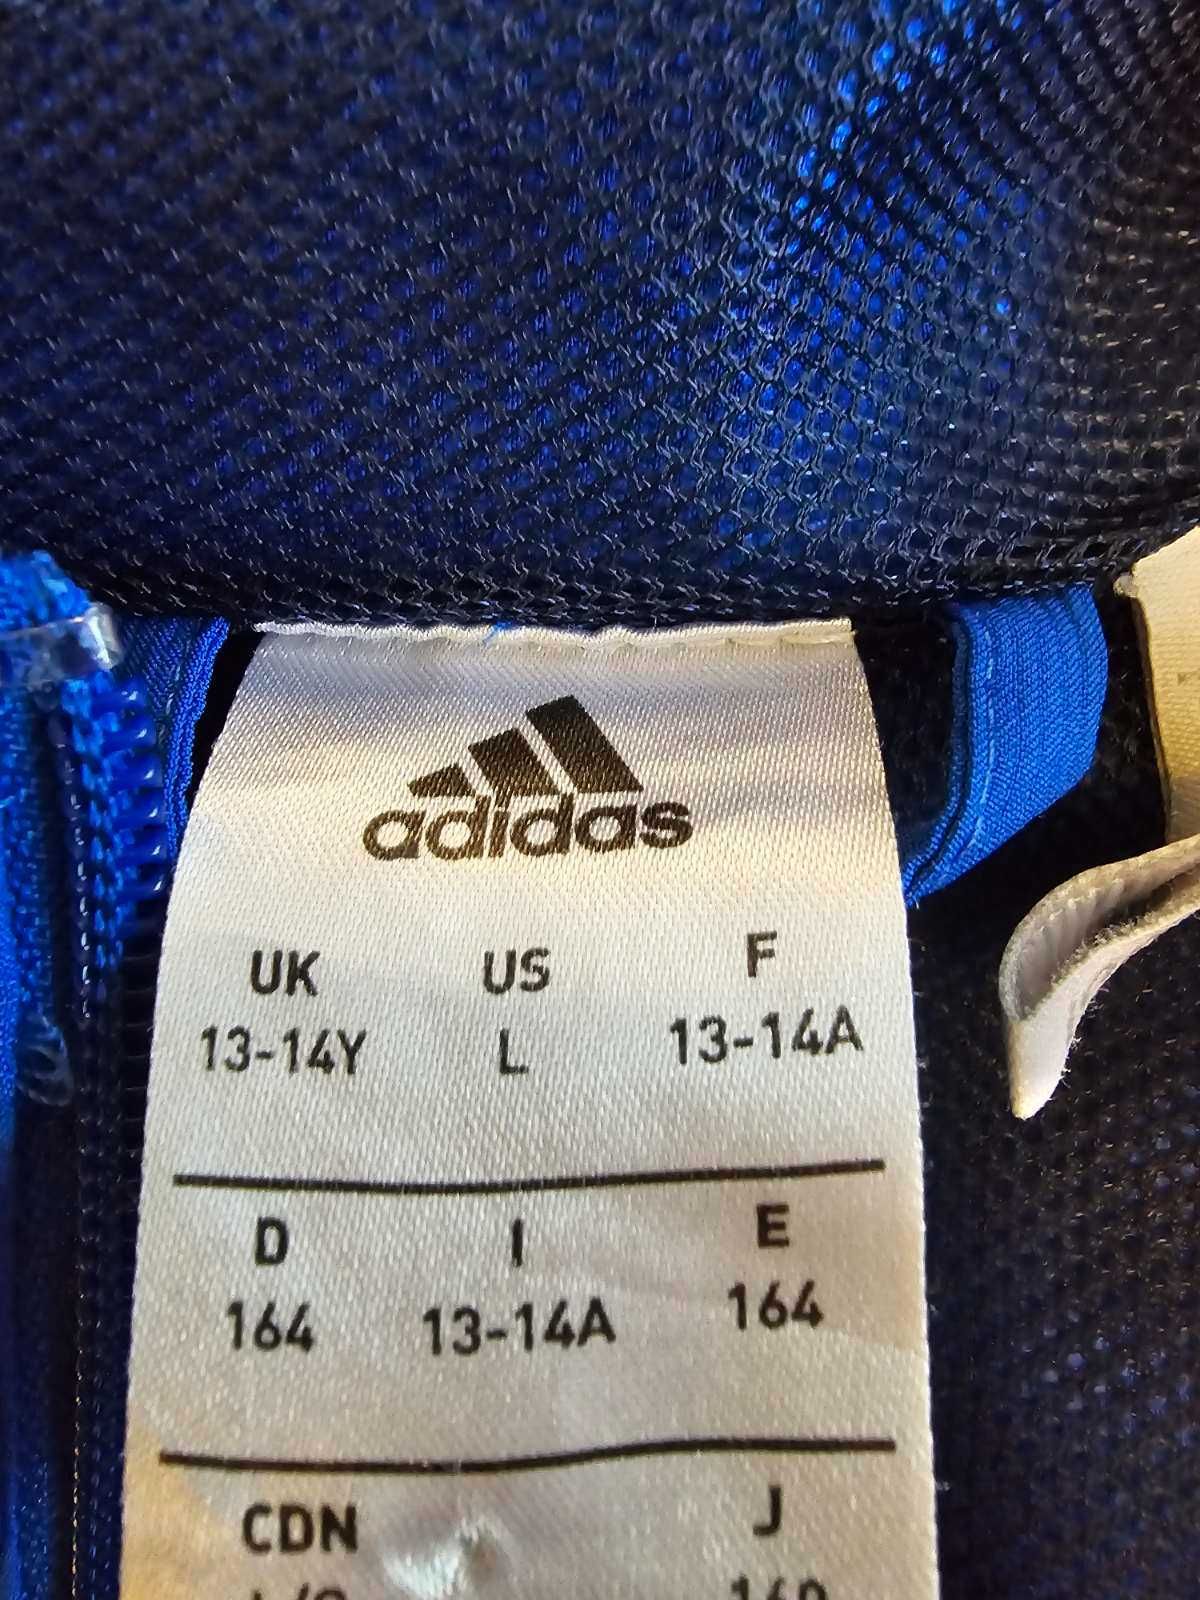 adidas
UK US F
13-14Y L 13-14A
D I E
164 13-14A 164
CDN J